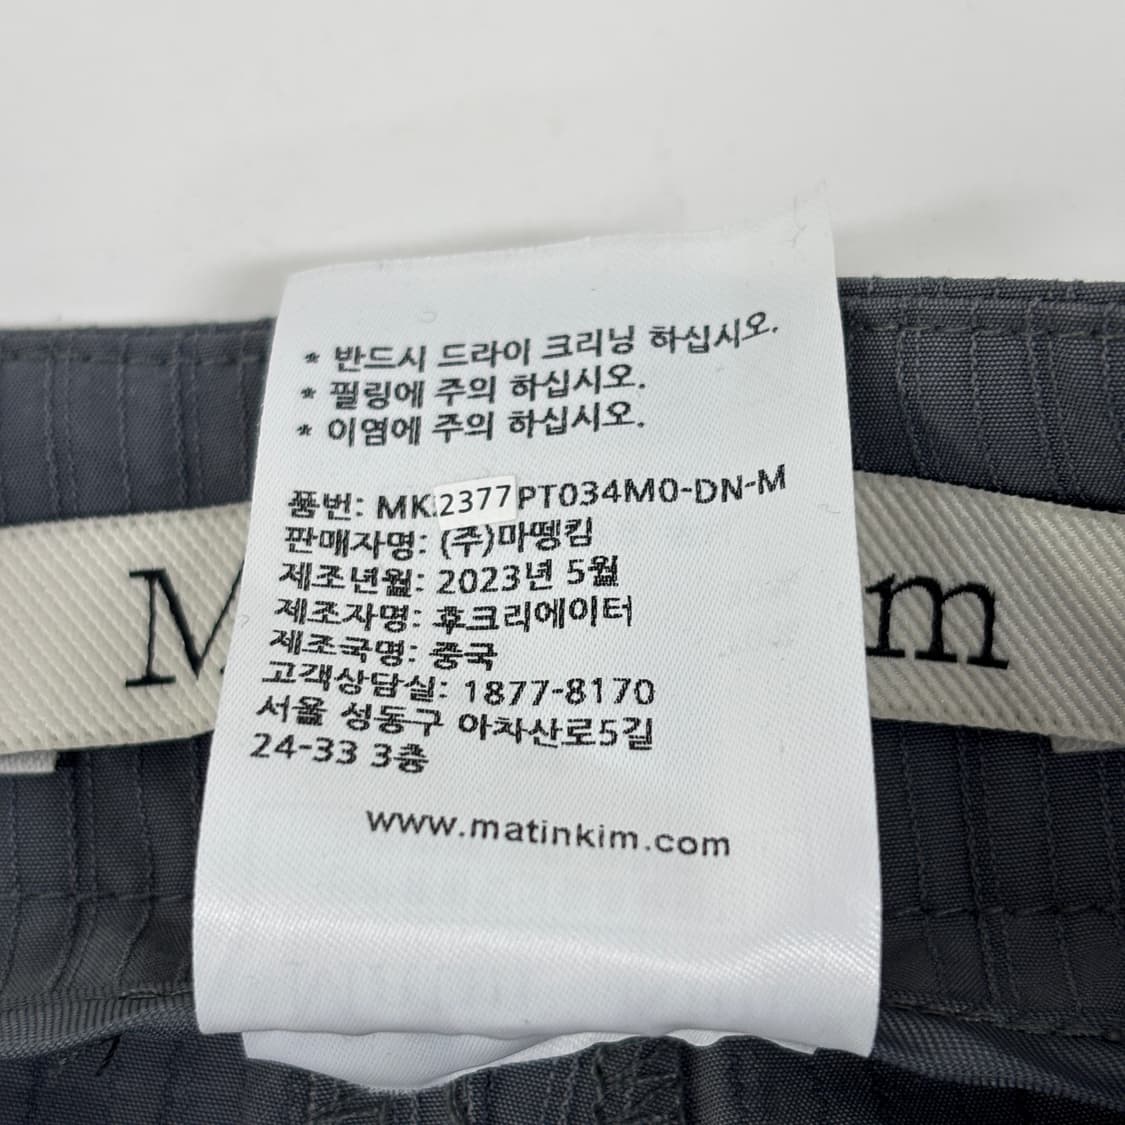 * 반드시 드라이 크리닝 하십시오.
* 필링에 주의 하십시오.
* 이염에 주의 하십시오.
품번: MK2377PT034M0-DN-M
판매자명: (주)마뗑킴
제조년월: 2023년 5월
제조자명: 후크리에이터
제조국명: 중국
고객상담실: 1877-8170
서울 성동구 아차산로5길
24-33 3층
www.matinkim.com
M
m